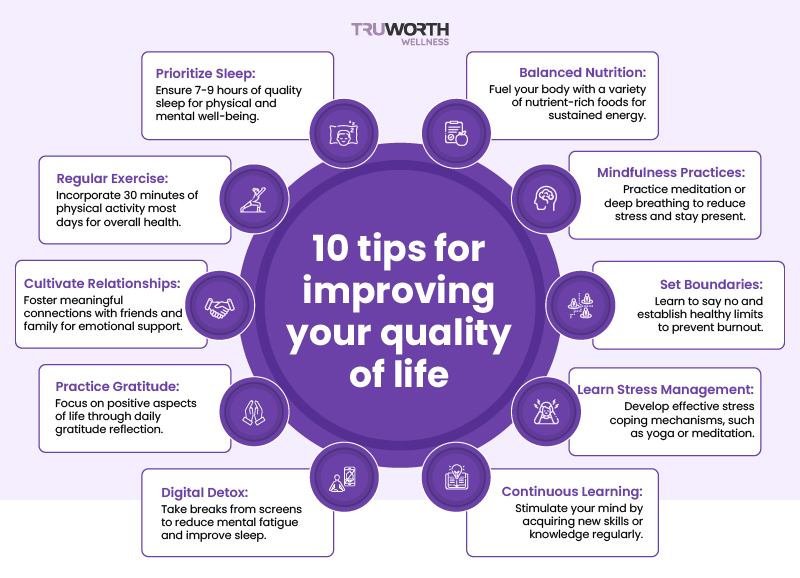 TRUWORTH
WELLNESS
Prioritize Sleep:
Ensure 7-9 hours of quality
sleep for physical and
mental well-being.
Balanced Nutrition:
Fuel your body with a variety
of nutrient-rich foods for
sustained energy.
Regular Exercise:
Incorporate 30 minutes of
physical activity most
days for overall health.
Mindfulness Practices:
Practice meditation or
deep breathing to reduce
stress and stay present.
10 tips for
improving
your quality
of life
Cultivate Relationships:
Foster meaningful
connections with friends and
family for emotional support.
Set Boundaries:
Learn to say no and
establish healthy limits
to prevent burnout.
Practice Gratitude:
Focus on positive aspects
of life through daily
gratitude reflection.
Learn Stress Management:
Develop effective stress
coping mechanisms, such
as yoga or meditation.
Digital Detox:
Take breaks from screens
to reduce mental fatigue
and improve sleep.
Continuous Learning:
Stimulate your mind by
acquiring new skills or
knowledge regularly.